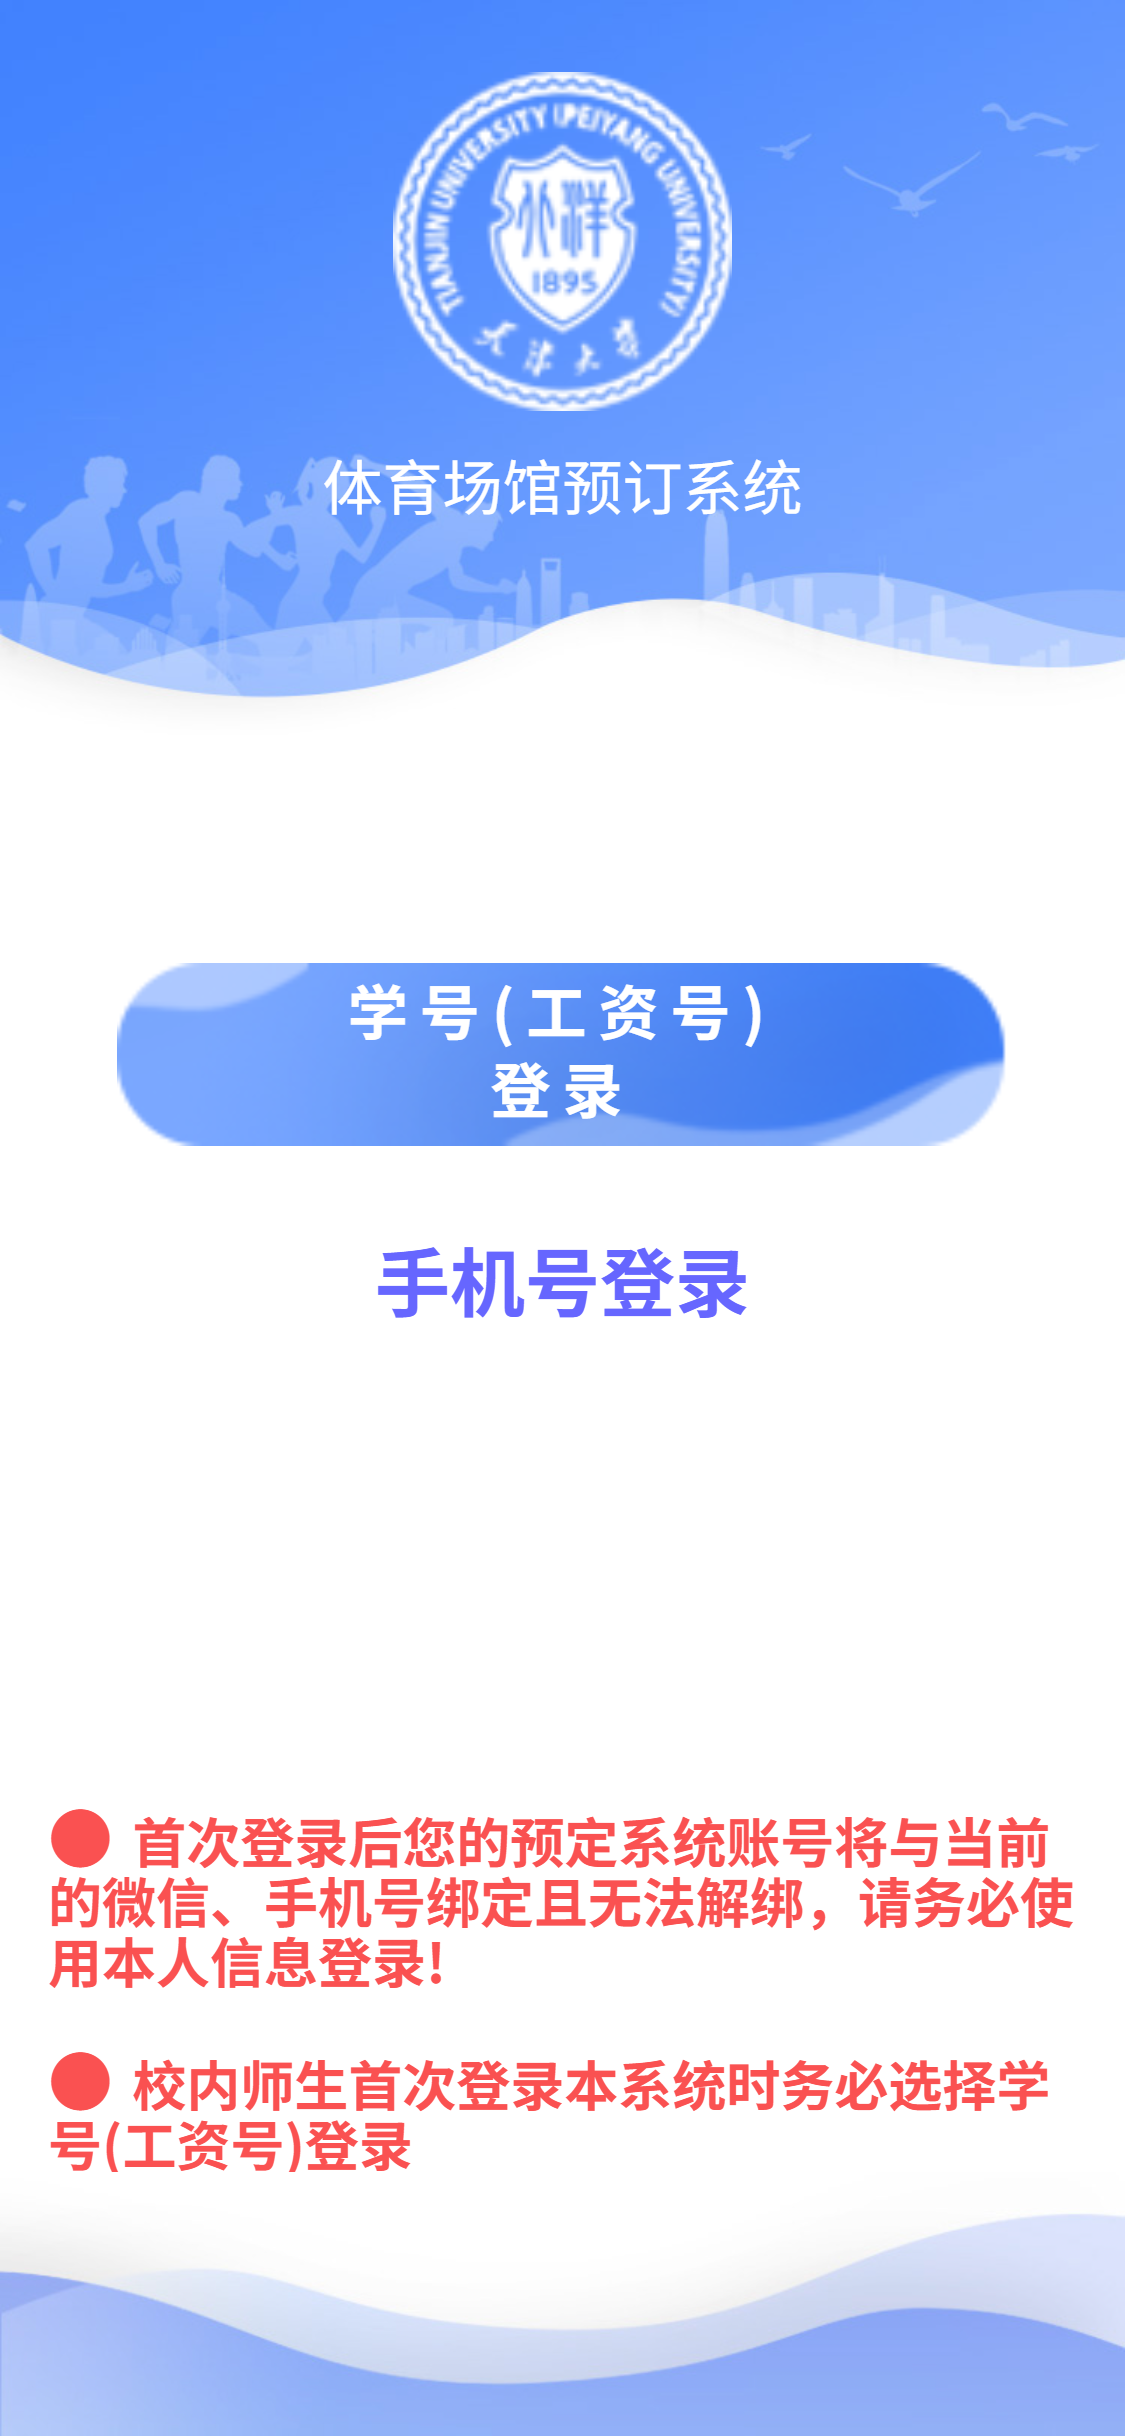 TIANJIN UNIVERSITY (PEIYANG UNIVERSITY)
北洋
1895
天津大学
体育场馆预订系统
学号(工资号)
登录
手机号登录
● 首次登录后您的预定系统账号将与当前
的微信、手机号绑定且无法解绑，请务必使
用本人信息登录!
● 校内师生首次登录本系统时务必选择学
号(工资号)登录